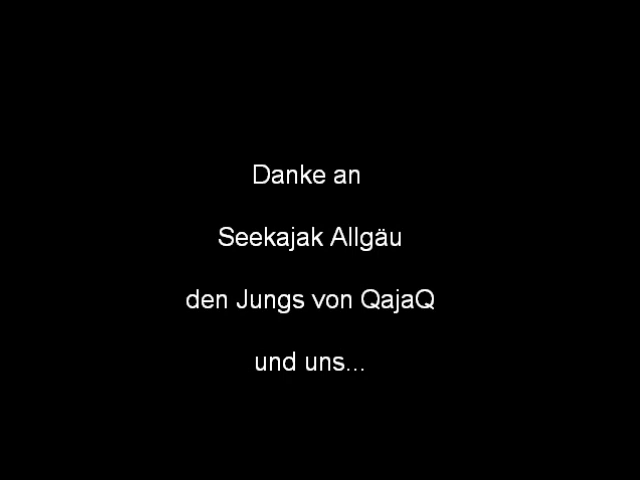 Danke an
Seekajak Allgäu
den Jungs von QajaQ
und uns...